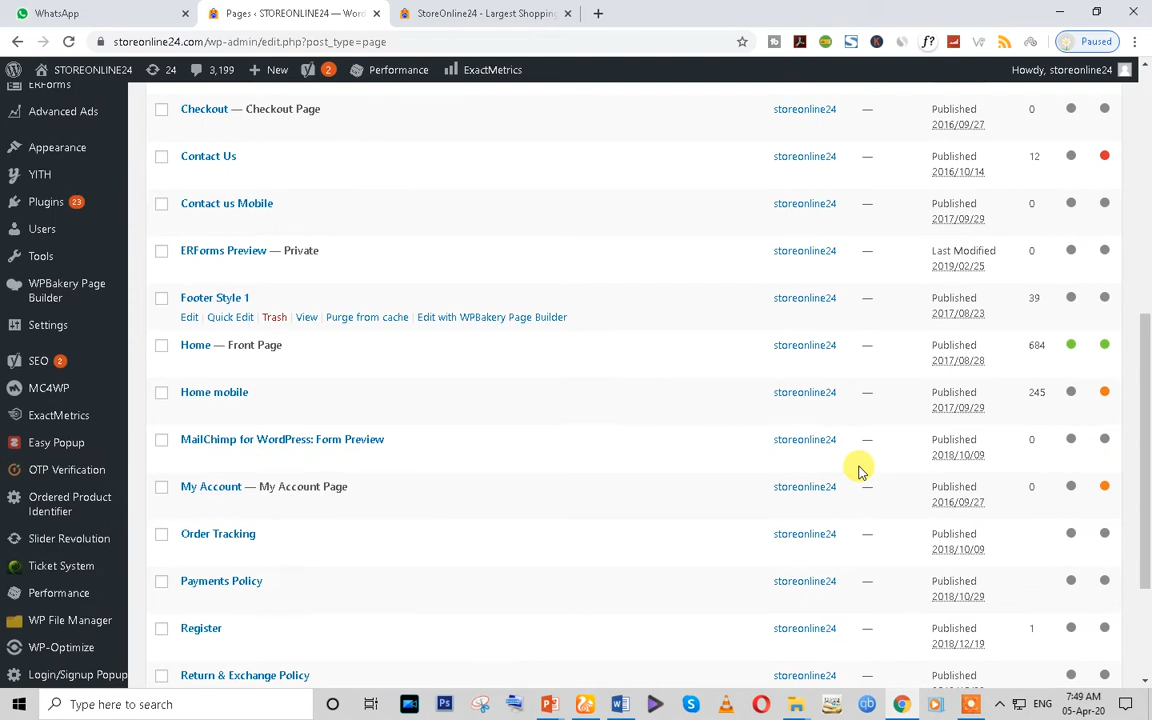 WhatsApp
Pages ‹ STOREONLINE24 — Word
StoreOnline24 - Largest Shopping
storeonline24.com/wp-admin/edit.php?post_type=page
Paused
STOREONLINE24 24 3,199 New 2 Performance ExactMetrics Howdy, storeonline24
ERForms
Advanced Ads
Appearance
YITH
Plugins 23
Users
Tools
WPBakery Page
Builder
Settings
SEO 2
MC4WP
ExactMetrics
Easy Popup
OTP Verification
Ordered Product
Identifier
Slider Revolution
Ticket System
Performance
WP File Manager
WP-Optimize
Login/Signup Popup
Checkout — Checkout Page storeonline24 — Published 0
2016/09/27
Contact Us storeonline24 — Published 12
2016/10/14
Contact us Mobile storeonline24 — Published 0
2017/09/29
ERForms Preview — Private storeonline24 — Last Modified 0
2019/02/25
Footer Style 1 storeonline24 — Published 39
2017/08/23
Edit | Quick Edit | Trash | View | Purge from cache | Edit with WPBakery Page Builder
Home — Front Page storeonline24 — Published 684
2017/08/28
Home mobile storeonline24 — Published 245
2017/09/29
MailChimp for WordPress: Form Preview storeonline24 — Published 0
2018/10/09
My Account — My Account Page storeonline24 — Published 0
2016/09/27
Order Tracking storeonline24 — Published
2018/10/09
Payments Policy storeonline24 — Published
2018/10/29
Register storeonline24 — Published 1
2018/12/19
Return & Exchange Policy storeonline24 — Published
Type here to search
ENG
7:49 AM
05-Apr-20